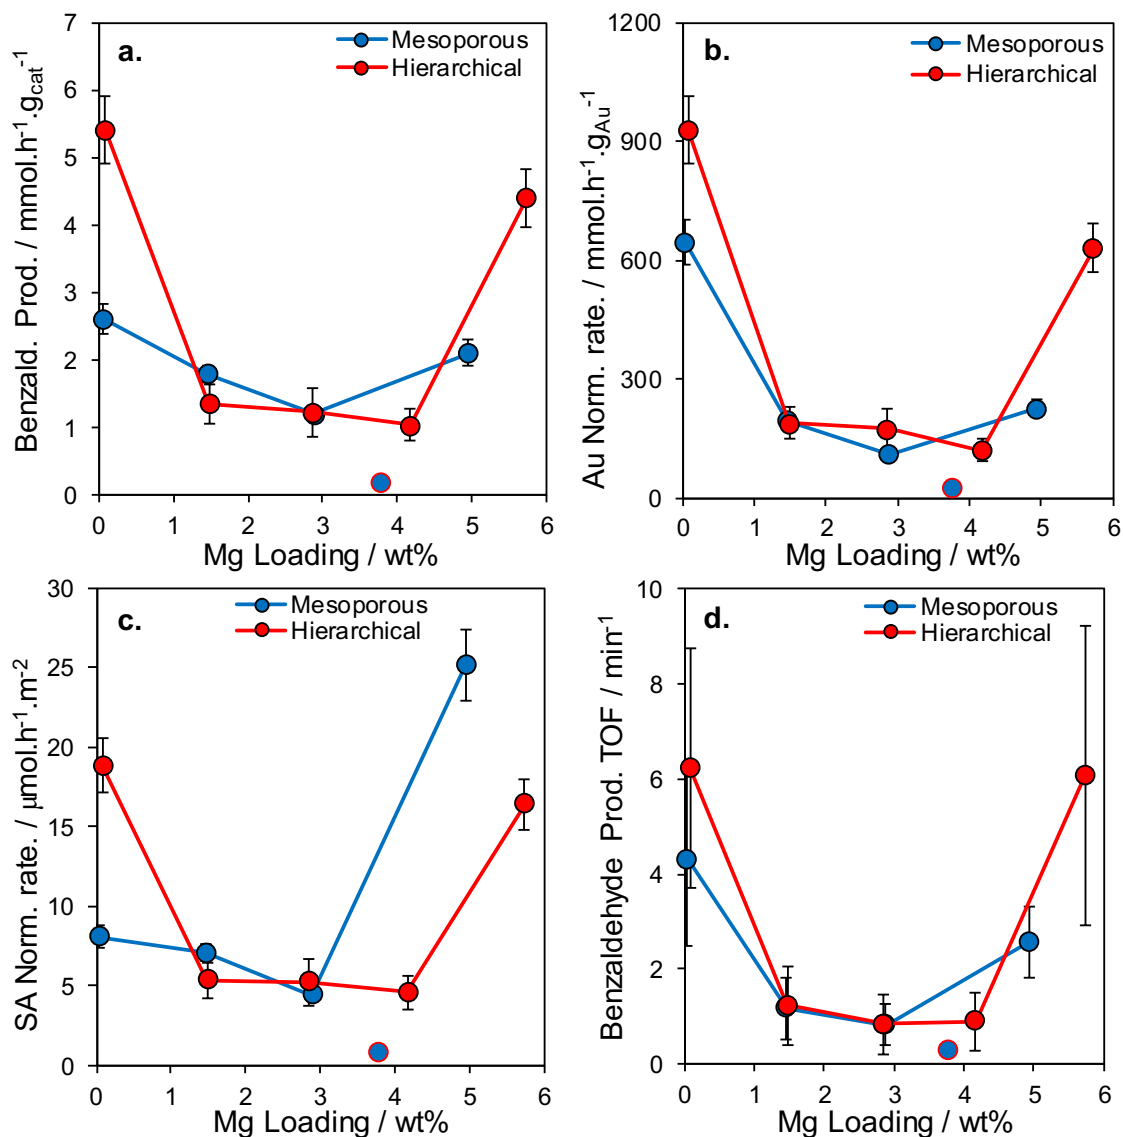 a.
Mesoporous
Hierarchical
Benzald. Prod. / mmol.h⁻¹.g_cat⁻¹
7
6
5
4
3
2
1
0
0 1 2 3 4 5 6
Mg Loading / wt%
b.
Mesoporous
Hierarchical
Au Norm. rate. / mmol.h⁻¹.g_Au⁻¹
1200
900
600
300
0
0 1 2 3 4 5 6
Mg Loading / wt%
c.
Mesoporous
Hierarchical
SA Norm. rate. / μmol.h⁻¹.m⁻²
30
25
20
15
10
5
0
0 1 2 3 4 5 6
Mg Loading / wt%
d.
Mesoporous
Hierarchical
Benzaldehyde Prod. TOF / min⁻¹
10
8
6
4
2
0
0 1 2 3 4 5 6
Mg Loading / wt%